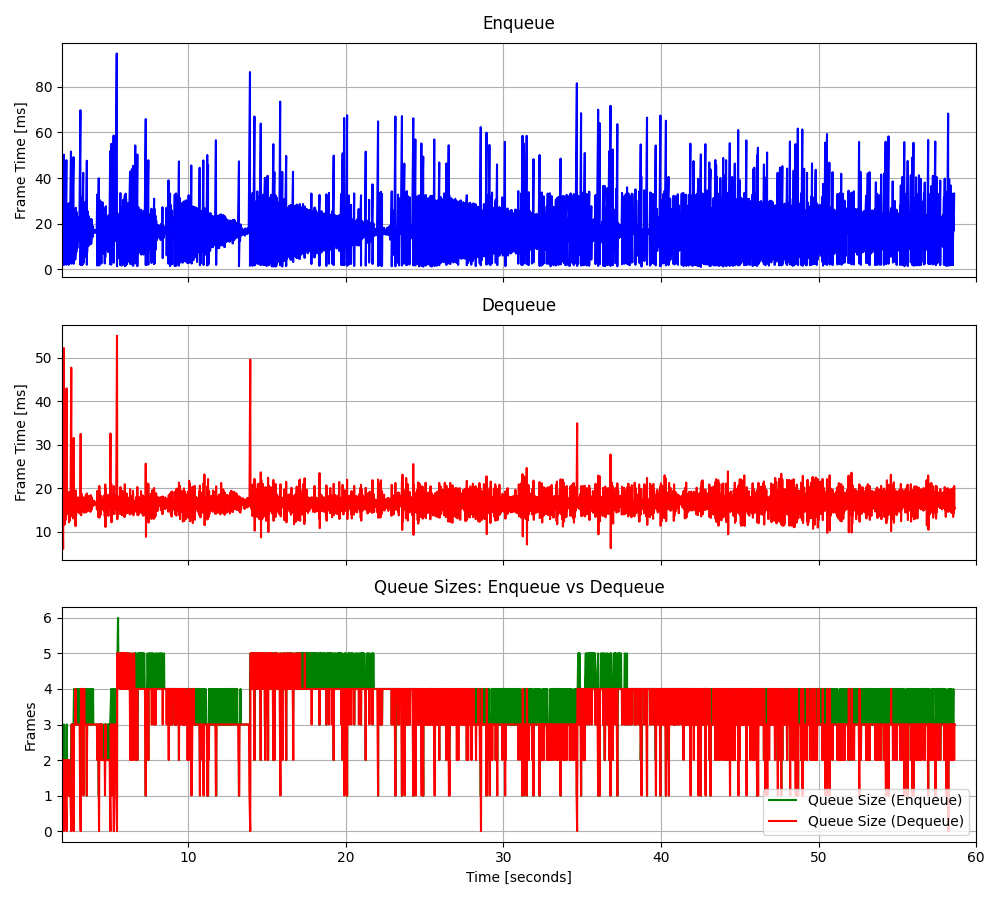 Enqueue
Frame Time [ms]
80
60
40
20
0
Dequeue
Frame Time [ms]
50
40
30
20
10
Queue Sizes: Enqueue vs Dequeue
Frames
6
5
4
3
2
1
0
Queue Size (Enqueue)
Queue Size (Dequeue)
10 20 30 40 50 60
Time [seconds]